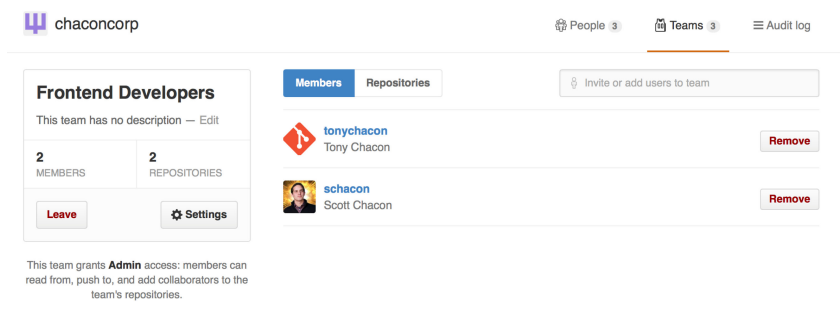 chaconcorp
People 3
Teams 3
Audit log
Frontend Developers
This team has no description — Edit
2
MEMBERS
2
REPOSITORIES
Leave
Settings
This team grants Admin access: members can
read from, push to, and add collaborators to the
team's repositories.
Members
Repositories
Invite or add users to team
tonychacon
Tony Chacon
Remove
schacon
Scott Chacon
Remove